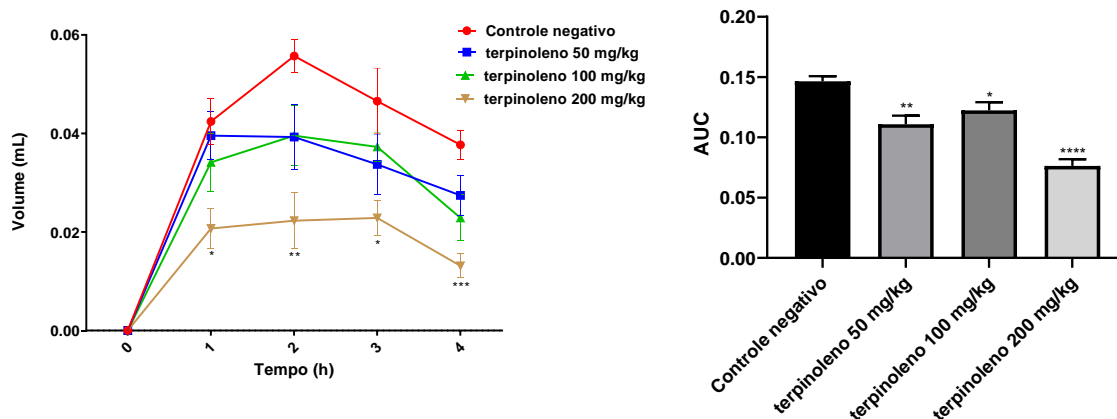 0.06
0.04
0.02
0.00
Volume (mL)
Controle negativo
terpinoleno 50 mg/kg
terpinoleno 100 mg/kg
terpinoleno 200 mg/kg
*
**
*
***
0
1
2
3
4
Tempo (h)
0.20
0.15
0.10
0.05
0.00
AUC
**
*
****
Controle negativo
terpinoleno 50 mg/kg
terpinoleno 100 mg/kg
terpinoleno 200 mg/kg